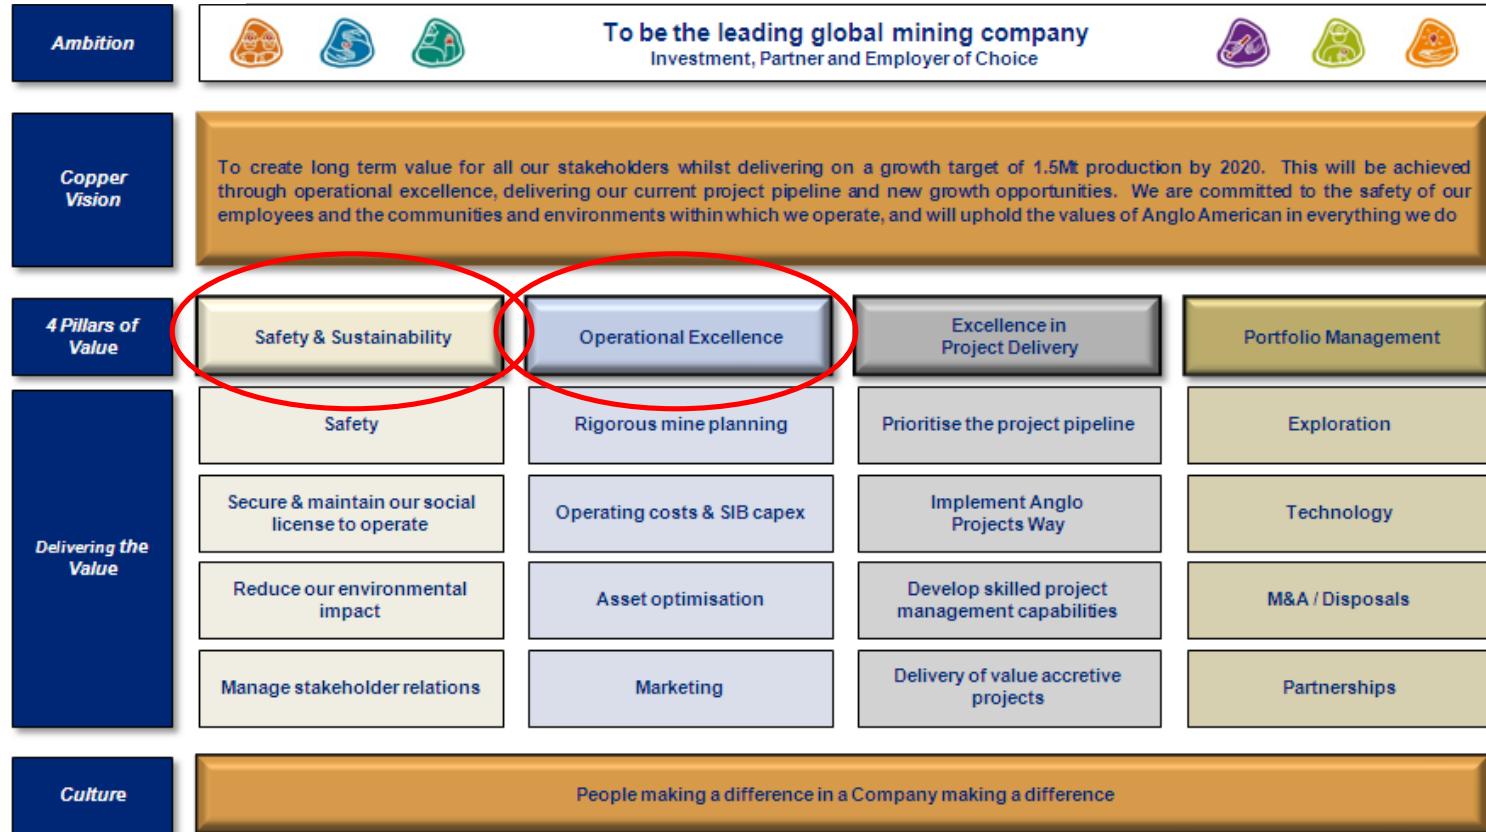 Ambition
To be the leading global mining company
Investment, Partner and Employer of Choice
Copper
Vision
To create long term value for all our stakeholders whilst delivering on a growth target of 1.5Mt production by 2020. This will be achieved
through operational excellence, delivering our current project pipeline and new growth opportunities. We are committed to the safety of our
employees and the communities and environments within which we operate, and will uphold the values of Anglo American in everything we do
4 Pillars of
Value
Safety & Sustainability
Operational Excellence
Excellence in
Project Delivery
Portfolio Management
Delivering the
Value
Safety
Rigorous mine planning
Prioritise the project pipeline
Exploration
Secure & maintain our social
license to operate
Operating costs & SIB capex
Implement Anglo
Projects Way
Technology
Reduce our environmental
impact
Asset optimisation
Develop skilled project
management capabilities
M&A / Disposals
Manage stakeholder relations
Marketing
Delivery of value accretive
projects
Partnerships
Culture
People making a difference in a Company making a difference